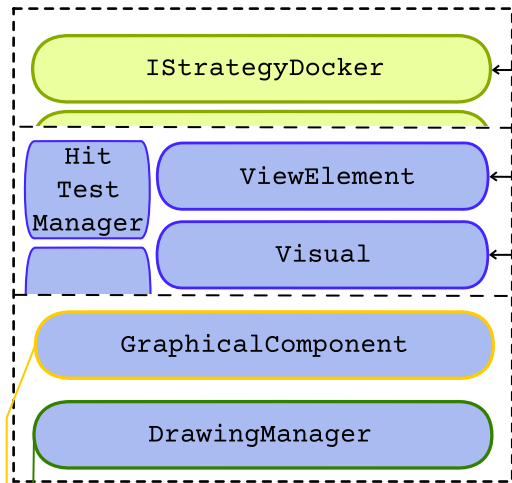 IStrategyDocker
Hit
Test
Manager
ViewElement
Visual
GraphicalComponent
DrawingManager